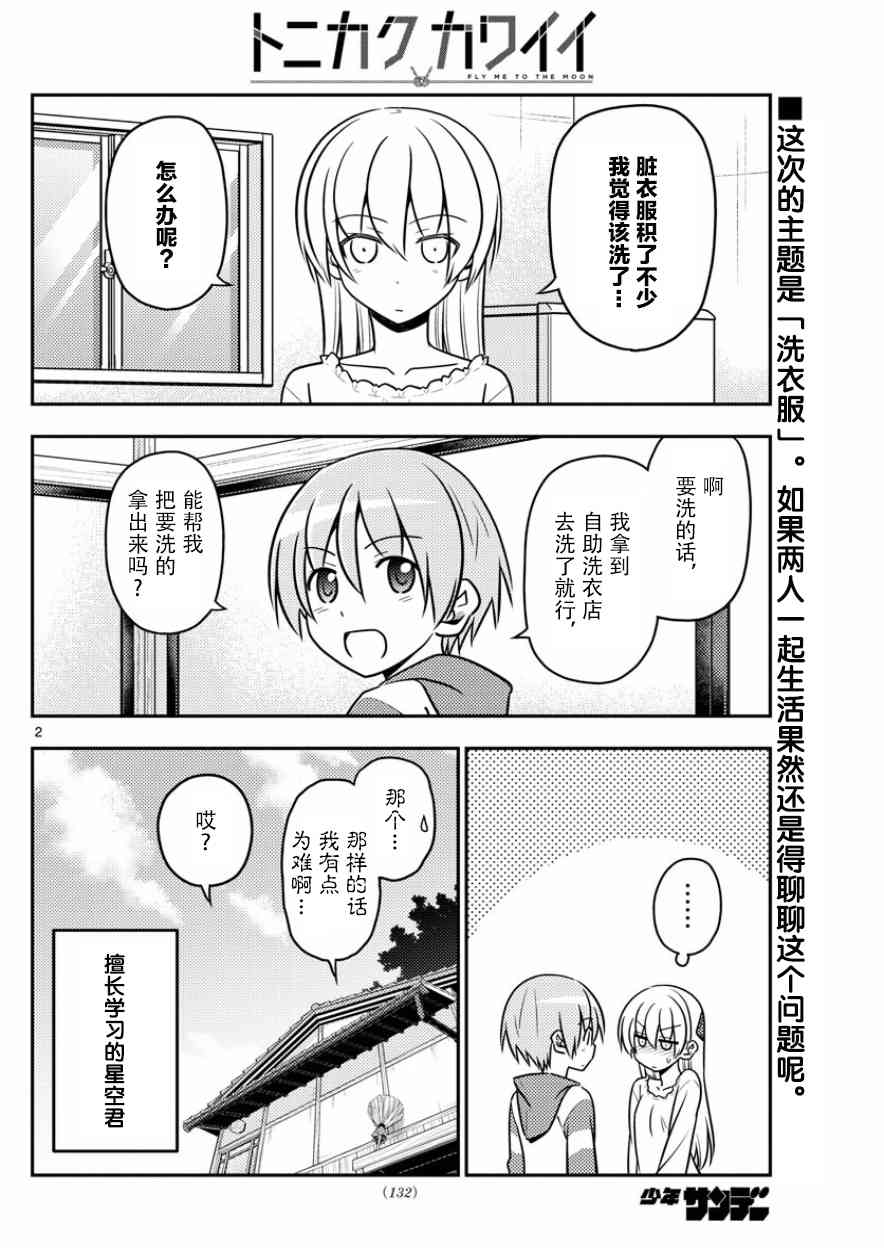 トニカクカワイイ
FLY ME TO THE MOON
■这次的主题是「洗衣服」。如果两人一起生活果然还是得聊聊这个问题呢。
脏衣服积了不少
我觉得该洗了…
怎么办呢？
啊
要洗的话,
我拿到
自助洗衣店
去洗了就行,
能帮我
把要洗的
拿出来吗？
2
……
那个…
那样的话
我有点
为难啊…
哎？
擅长学习的星空君
(132)
少年サンデー